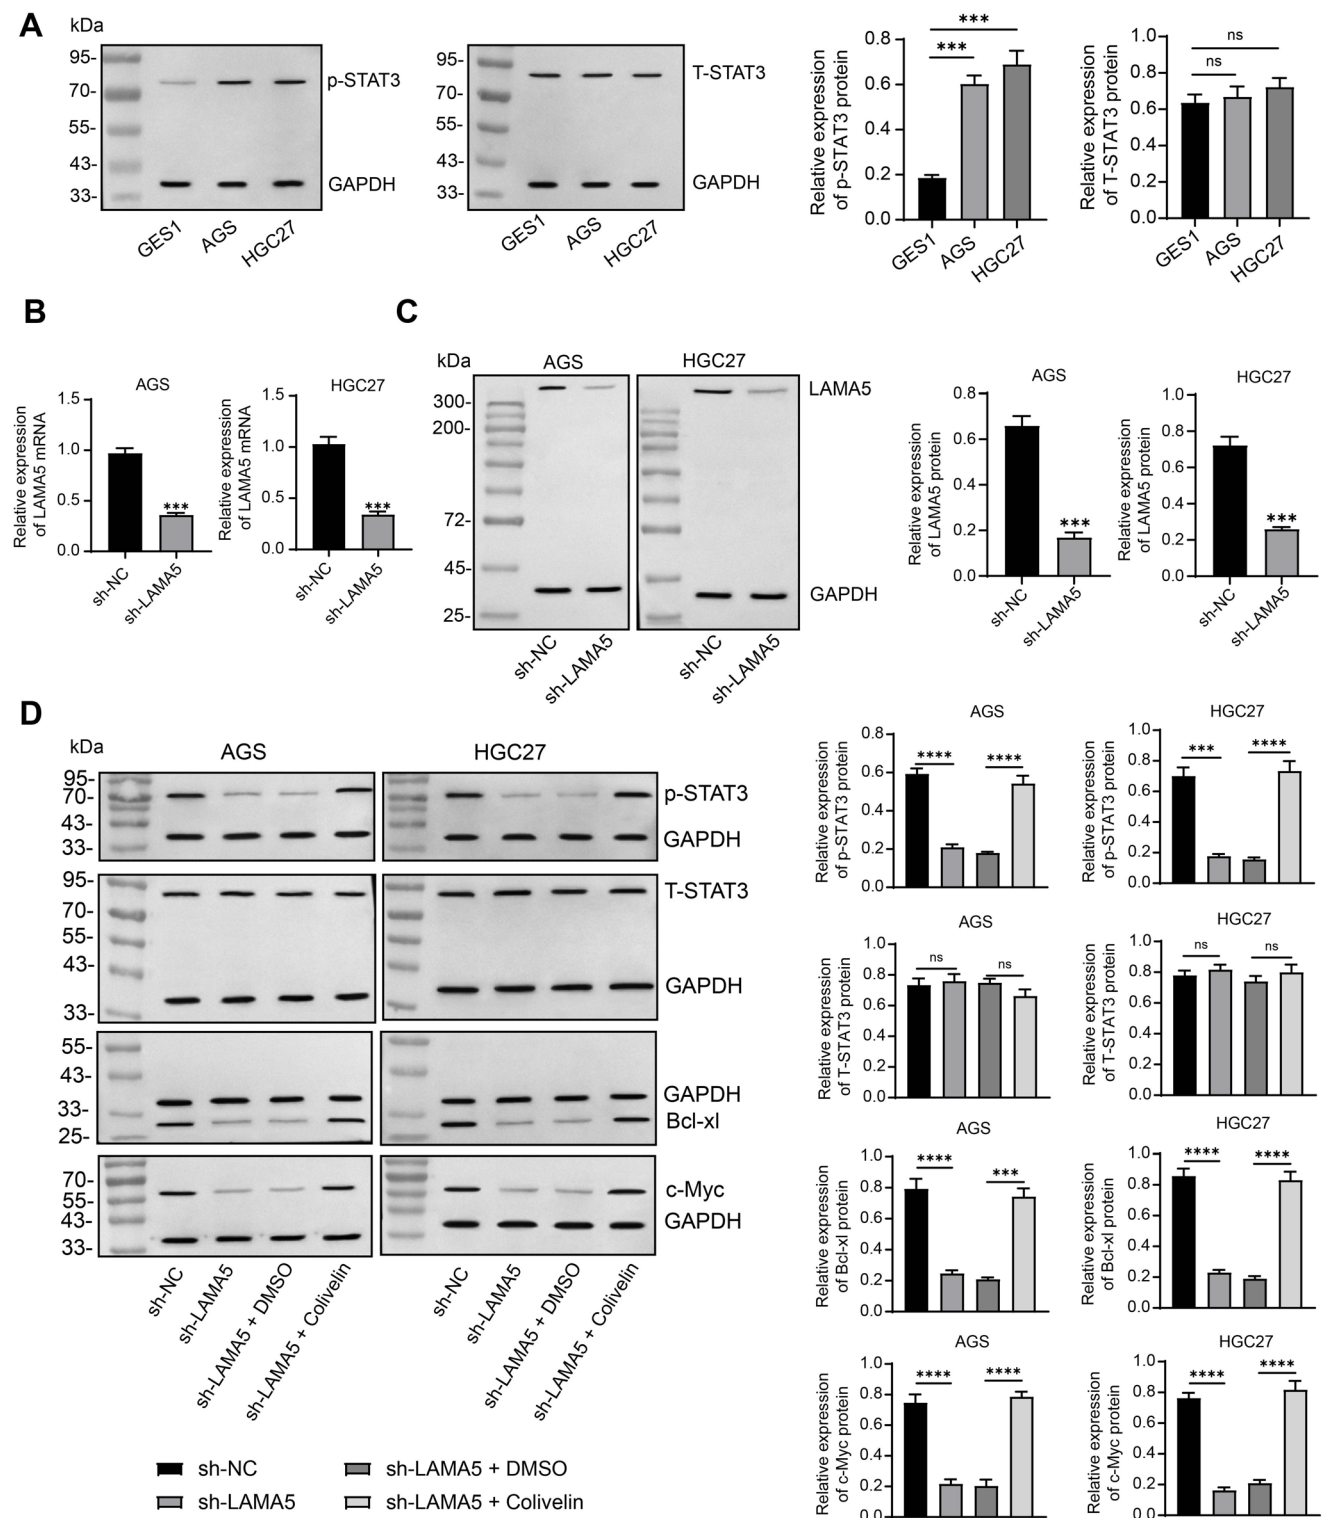 A
kDa
95-
70-
55-
43-
33-
p-STAT3
GAPDH
GES1
AGS
HGC27
95-
70-
55-
43-
33-
T-STAT3
GAPDH
GES1
AGS
HGC27
Relative expression
of p-STAT3 protein
0.8
0.6
0.4
0.2
0.0
***
***
GES1
AGS
HGC27
Relative expression
of T-STAT3 protein
1.0
0.8
0.6
0.4
0.2
0.0
ns
ns
GES1
AGS
HGC27
B
AGS
Relative expression
of LAMA5 mRNA
1.5
1.0
0.5
0.0
***
sh-NC
sh-LAMA5
HGC27
Relative expression
of LAMA5 mRNA
1.5
1.0
0.5
0.0
***
sh-NC
sh-LAMA5
C
kDa
AGS
HGC27
300-
200-
72-
45-
25-
LAMA5
GAPDH
sh-NC
sh-LAMA5
sh-NC
sh-LAMA5
AGS
Relative expression
of LAMA5 protein
0.8
0.6
0.4
0.2
0.0
***
sh-NC
sh-LAMA5
HGC27
Relative expression
of LAMA5 protein
1.0
0.8
0.6
0.4
0.2
0.0
***
sh-NC
sh-LAMA5
D
kDa
AGS
HGC27
95-
70-
43-
33-
p-STAT3
GAPDH
95-
70-
55-
43-
33-
T-STAT3
GAPDH
55-
43-
33-
25-
GAPDH
Bcl-xl
70-
55-
43-
33-
c-Myc
GAPDH
sh-NC
sh-LAMA5
sh-LAMA5 + DMSO
sh-LAMA5 + Colivelin
sh-NC
sh-LAMA5
sh-LAMA5 + DMSO
sh-LAMA5 + Colivelin
AGS
Relative expression
of p-STAT3 protein
0.8
0.6
0.4
0.2
0.0
****
****
HGC27
Relative expression
of p-STAT3 protein
1.0
0.8
0.6
0.4
0.2
0.0
***
****
AGS
Relative expression
of T-STAT3 protein
1.0
0.8
0.6
0.4
0.2
0.0
ns
ns
HGC27
Relative expression
of T-STAT3 protein
1.0
0.8
0.6
0.4
0.2
0.0
ns
ns
AGS
Relative expression
of Bcl-xl protein
1.0
0.8
0.6
0.4
0.2
0.0
****
***
HGC27
Relative expression
of Bcl-xl protein
1.0
0.8
0.6
0.4
0.2
0.0
****
****
AGS
Relative expression
of c-Myc protein
1.0
0.8
0.6
0.4
0.2
0.0
****
****
HGC27
Relative expression
of c-Myc protein
1.0
0.8
0.6
0.4
0.2
0.0
****
****
sh-NC
sh-LAMA5
sh-LAMA5 + DMSO
sh-LAMA5 + Colivelin